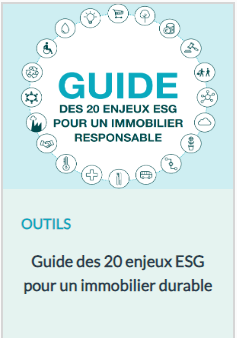 GUIDE
DES 20 ENJEUX ESG
POUR UN IMMOBILIER
RESPONSABLE
OUTILS
Guide des 20 enjeux ESG
pour un immobilier durable